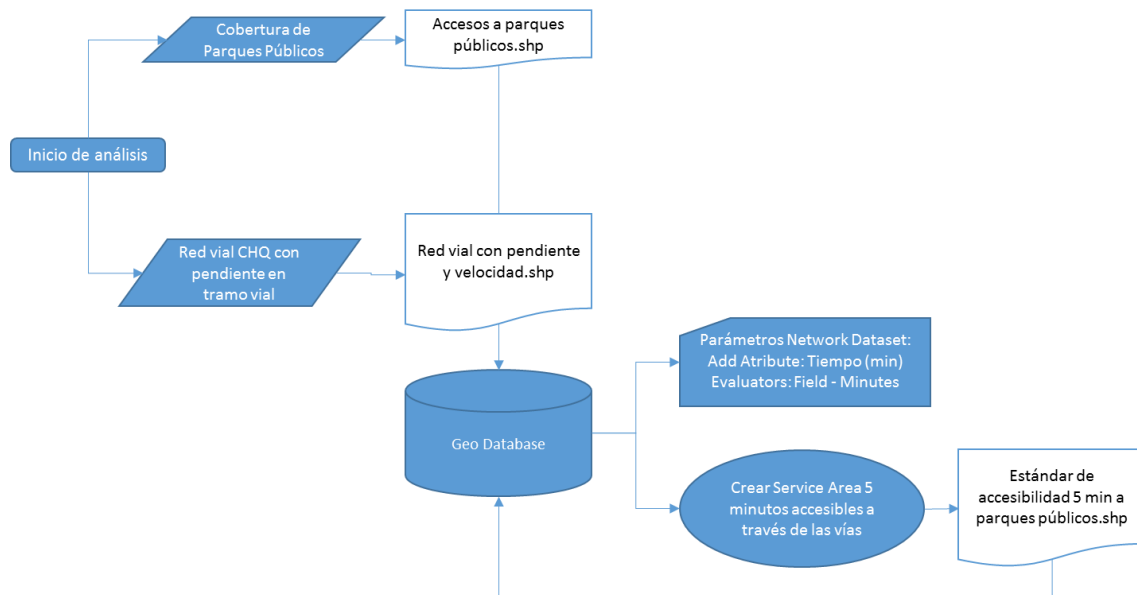 Cobertura de
Parques Públicos
Accesos a parques
públicos.shp
Inicio de análisis
Red vial CHQ con
pendiente en
tramo vial
Red vial con pendiente
y velocidad.shp
Parámetros Network Dataset:
Add Atribute: Tiempo (min)
Evaluators: Field - Minutes
Geo Database
Crear Service Area 5
minutos accesibles a
través de las vías
Estándar de
accesibilidad 5 min a
parques públicos.shp